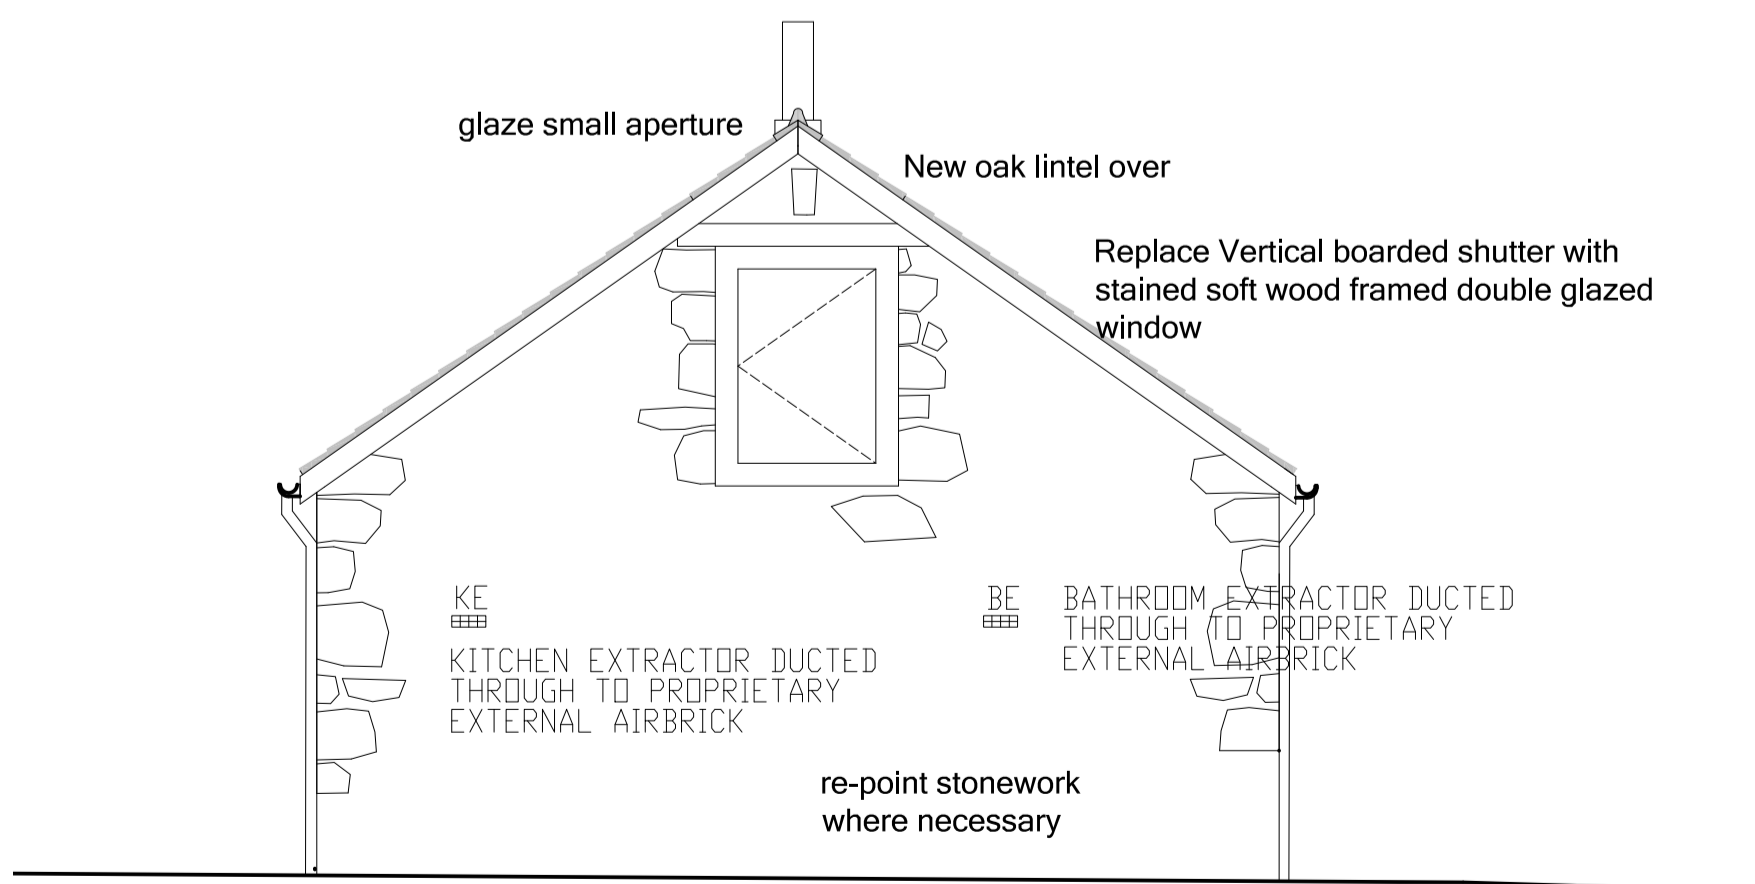 glaze small aperture
New oak lintel over
Replace Vertical boarded shutter with
stained soft wood framed double glazed
window
KE
KITCHEN EXTRACTOR DUCTED
THROUGH TO PROPRIETARY
EXTERNAL AIRBRICK
BE
BATHROOM EXTRACTOR DUCTED
THROUGH TO PROPRIETARY
EXTERNAL AIRBRICK
re-point stonework
where necessary